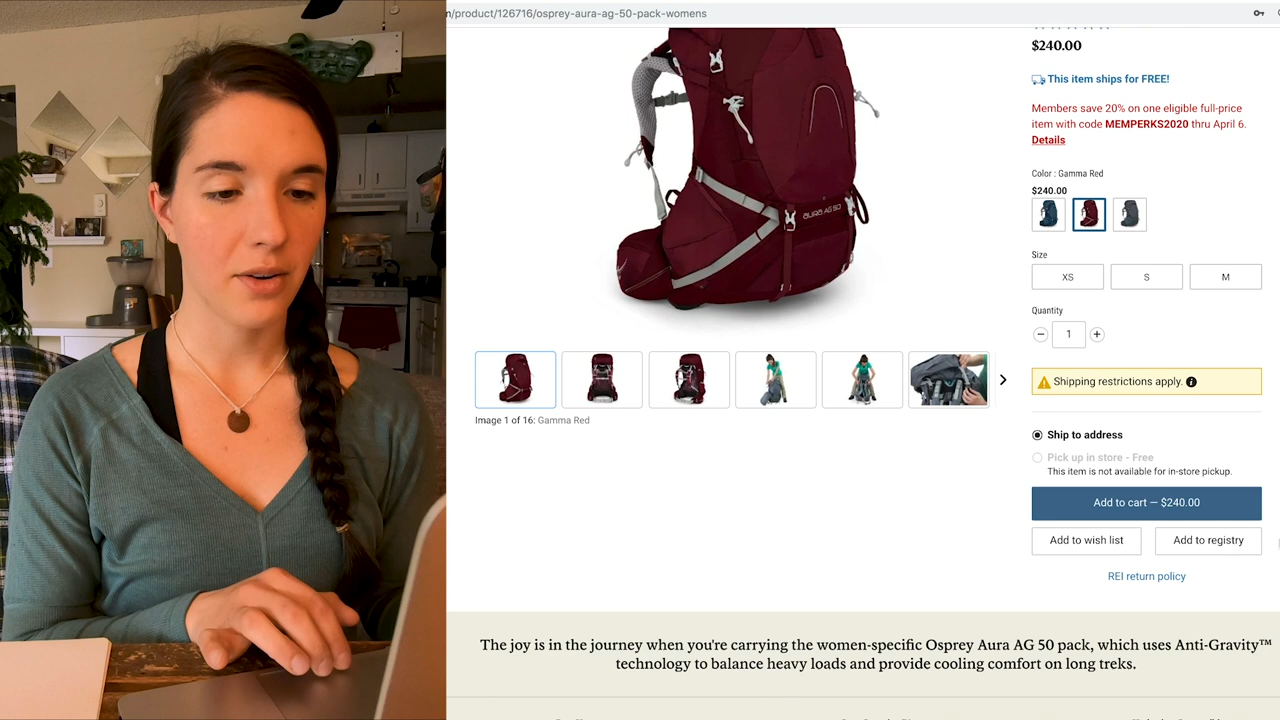 /product/126716/osprey-aura-ag-50-pack-womens
$240.00
This item ships for FREE!
Members save 20% on one eligible full-price
item with code MEMPERKS2020 thru April 6.
Details
Color : Gamma Red
$240.00
AURA AG 50
Size
XS S M
Quantity
1
Shipping restrictions apply.
Ship to address
Pick up in store - Free
This item is not available for in-store pickup.
Add to cart — $240.00
Add to wish list Add to registry
REI return policy
Image 1 of 16: Gamma Red
The joy is in the journey when you're carrying the women-specific Osprey Aura AG 50 pack, which uses Anti-Gravity™
technology to balance heavy loads and provide cooling comfort on long treks.